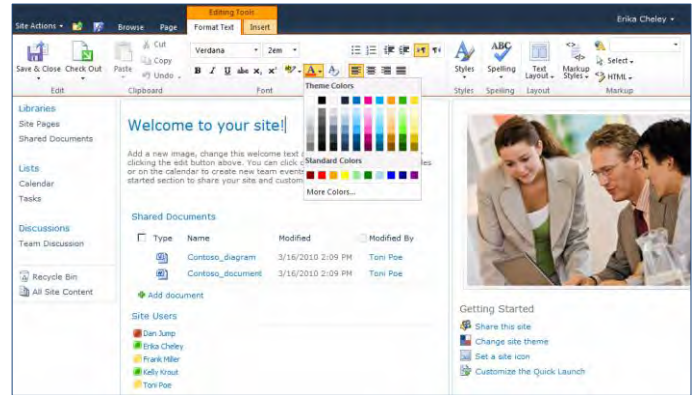 Editing Tools
Site Actions
Browse Page Format Text Insert
Erika Cheley
Save & Close Check Out
Paste
Cut
Copy
Undo
Verdana 2em
B I U abc x, x²
Styles
Spelling
Text Layout
Markup Styles
Select
HTML
Edit Clipboard Font Styles Spelling Layout Markup
Theme Colors
Standard Colors
More Colors...
Libraries
Site Pages
Shared Documents
Lists
Calendar
Tasks
Discussions
Team Discussion
Recycle Bin
All Site Content
Welcome to your site!
Add a new image, change this welcome text
clicking the edit button above. You can click
or on the calendar to create new team events
started section to share your site and custom
Shared Documents
Type Name Modified Modified By
Contoso_diagram 3/16/2010 2:09 PM Toni Poe
Contoso_document 3/16/2010 2:09 PM Toni Poe
Add document
Site Users
Dan Jump
Erika Cheley
Frank Miller
Kelly Krout
Toni Poe
Getting Started
Share this site
Change site theme
Set a site icon
Customize the Quick Launch